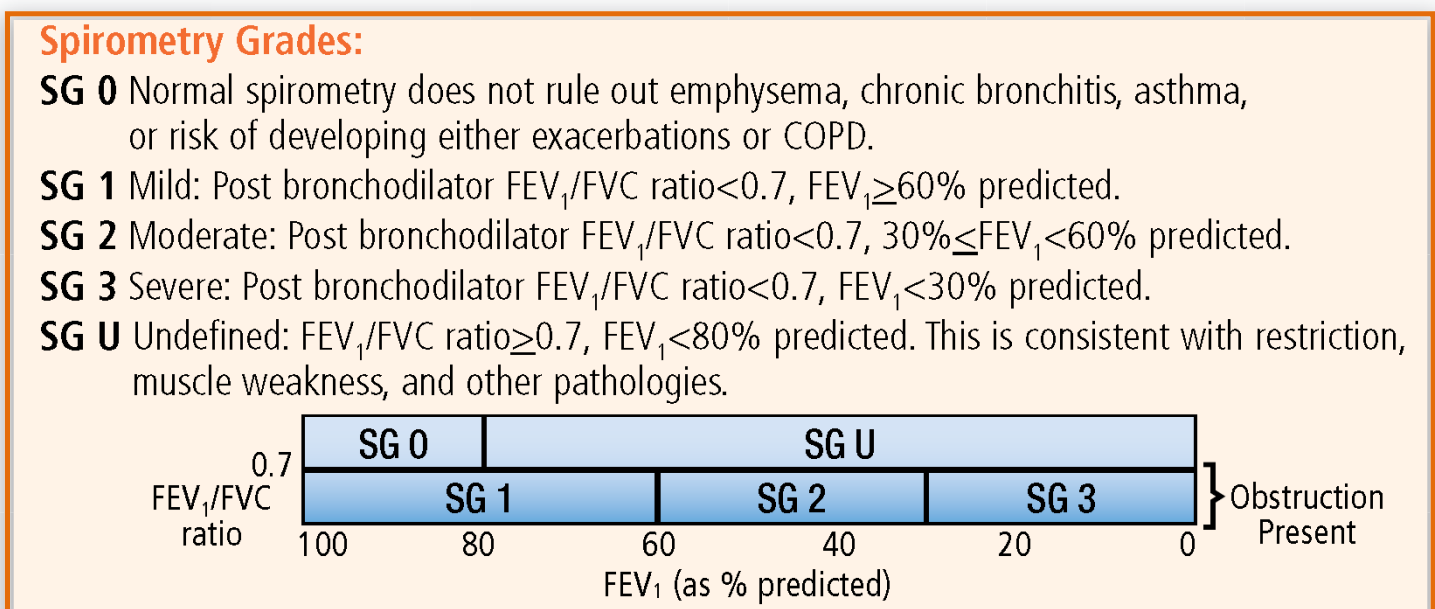 Spirometry Grades:
SG 0 Normal spirometry does not rule out emphysema, chronic bronchitis, asthma,
or risk of developing either exacerbations or COPD.
SG 1 Mild: Post bronchodilator FEV₁/FVC ratio<0.7, FEV₁≥60% predicted.
SG 2 Moderate: Post bronchodilator FEV₁/FVC ratio<0.7, 30%≤FEV₁<60% predicted.
SG 3 Severe: Post bronchodilator FEV₁/FVC ratio<0.7, FEV₁<30% predicted.
SG U Undefined: FEV₁/FVC ratio≥0.7, FEV₁<80% predicted. This is consistent with restriction,
muscle weakness, and other pathologies.
SG 0 SG U
0.7
FEV₁/FVC
ratio
SG 1 SG 2 SG 3
Obstruction
Present
100 80 60 40 20 0
FEV₁ (as % predicted)